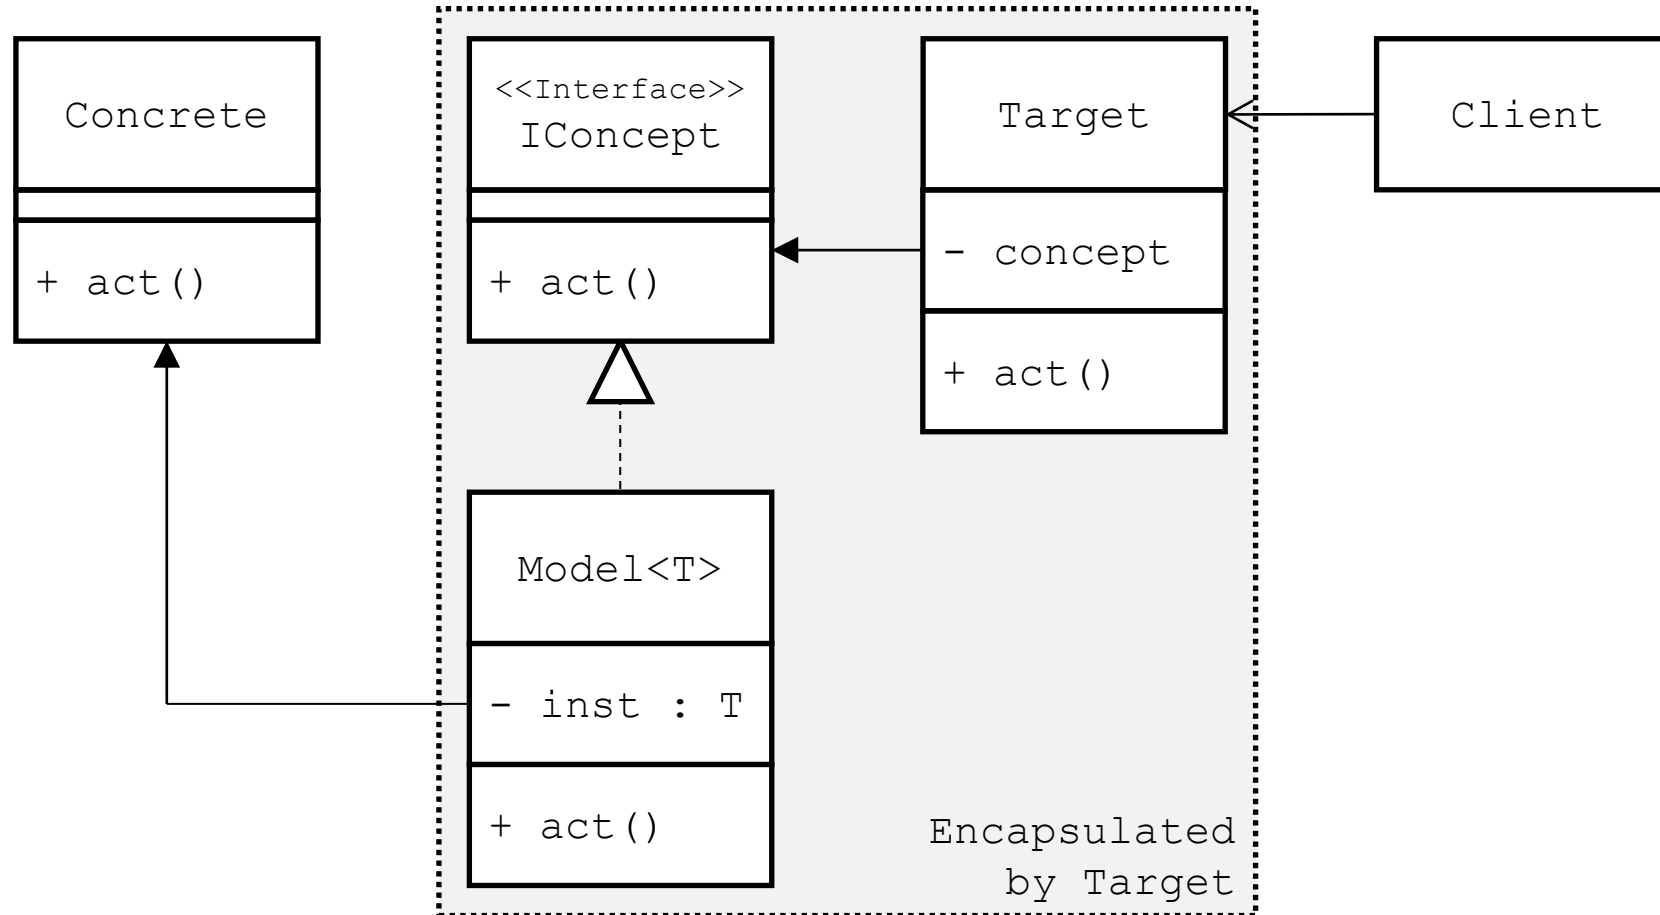 Concrete
+ act()
<<Interface>>
IConcept
+ act()
Target
- concept
+ act()
Client
Model<T>
- inst : T
+ act()
Encapsulated
by Target